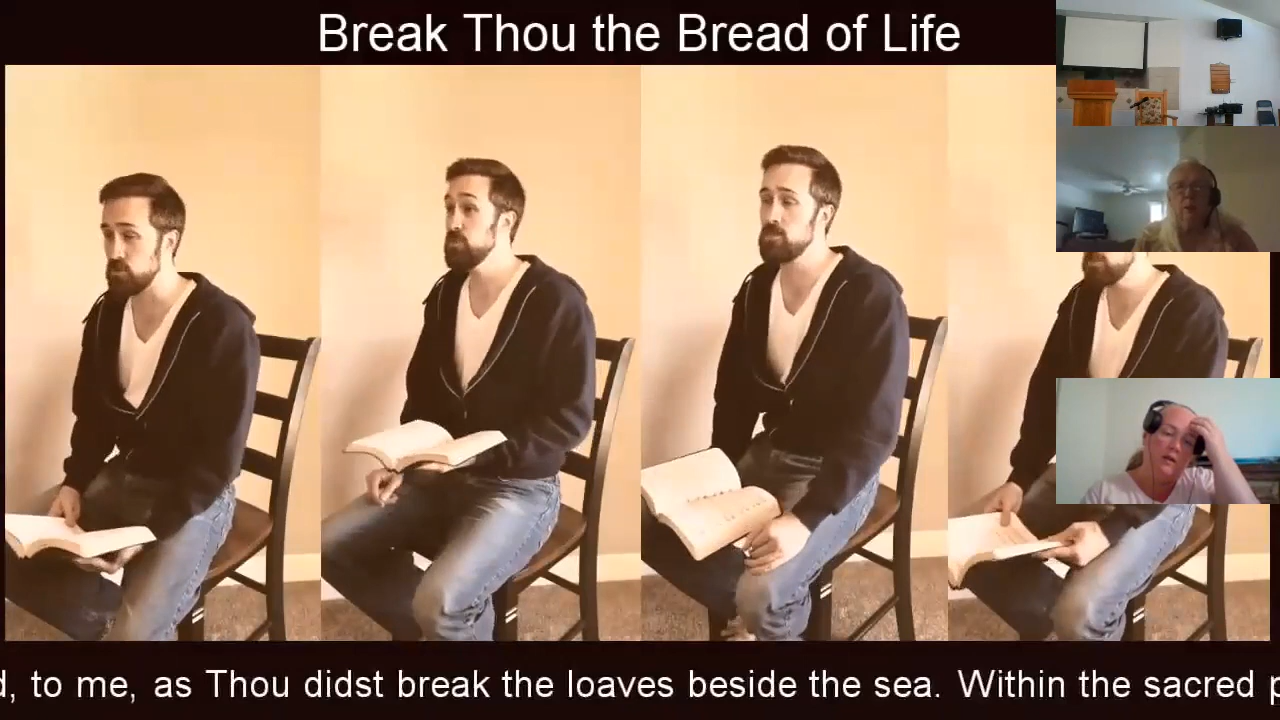 Break Thou the Bread of Life
, to me, as Thou didst break the loaves beside the sea. Within the sacred